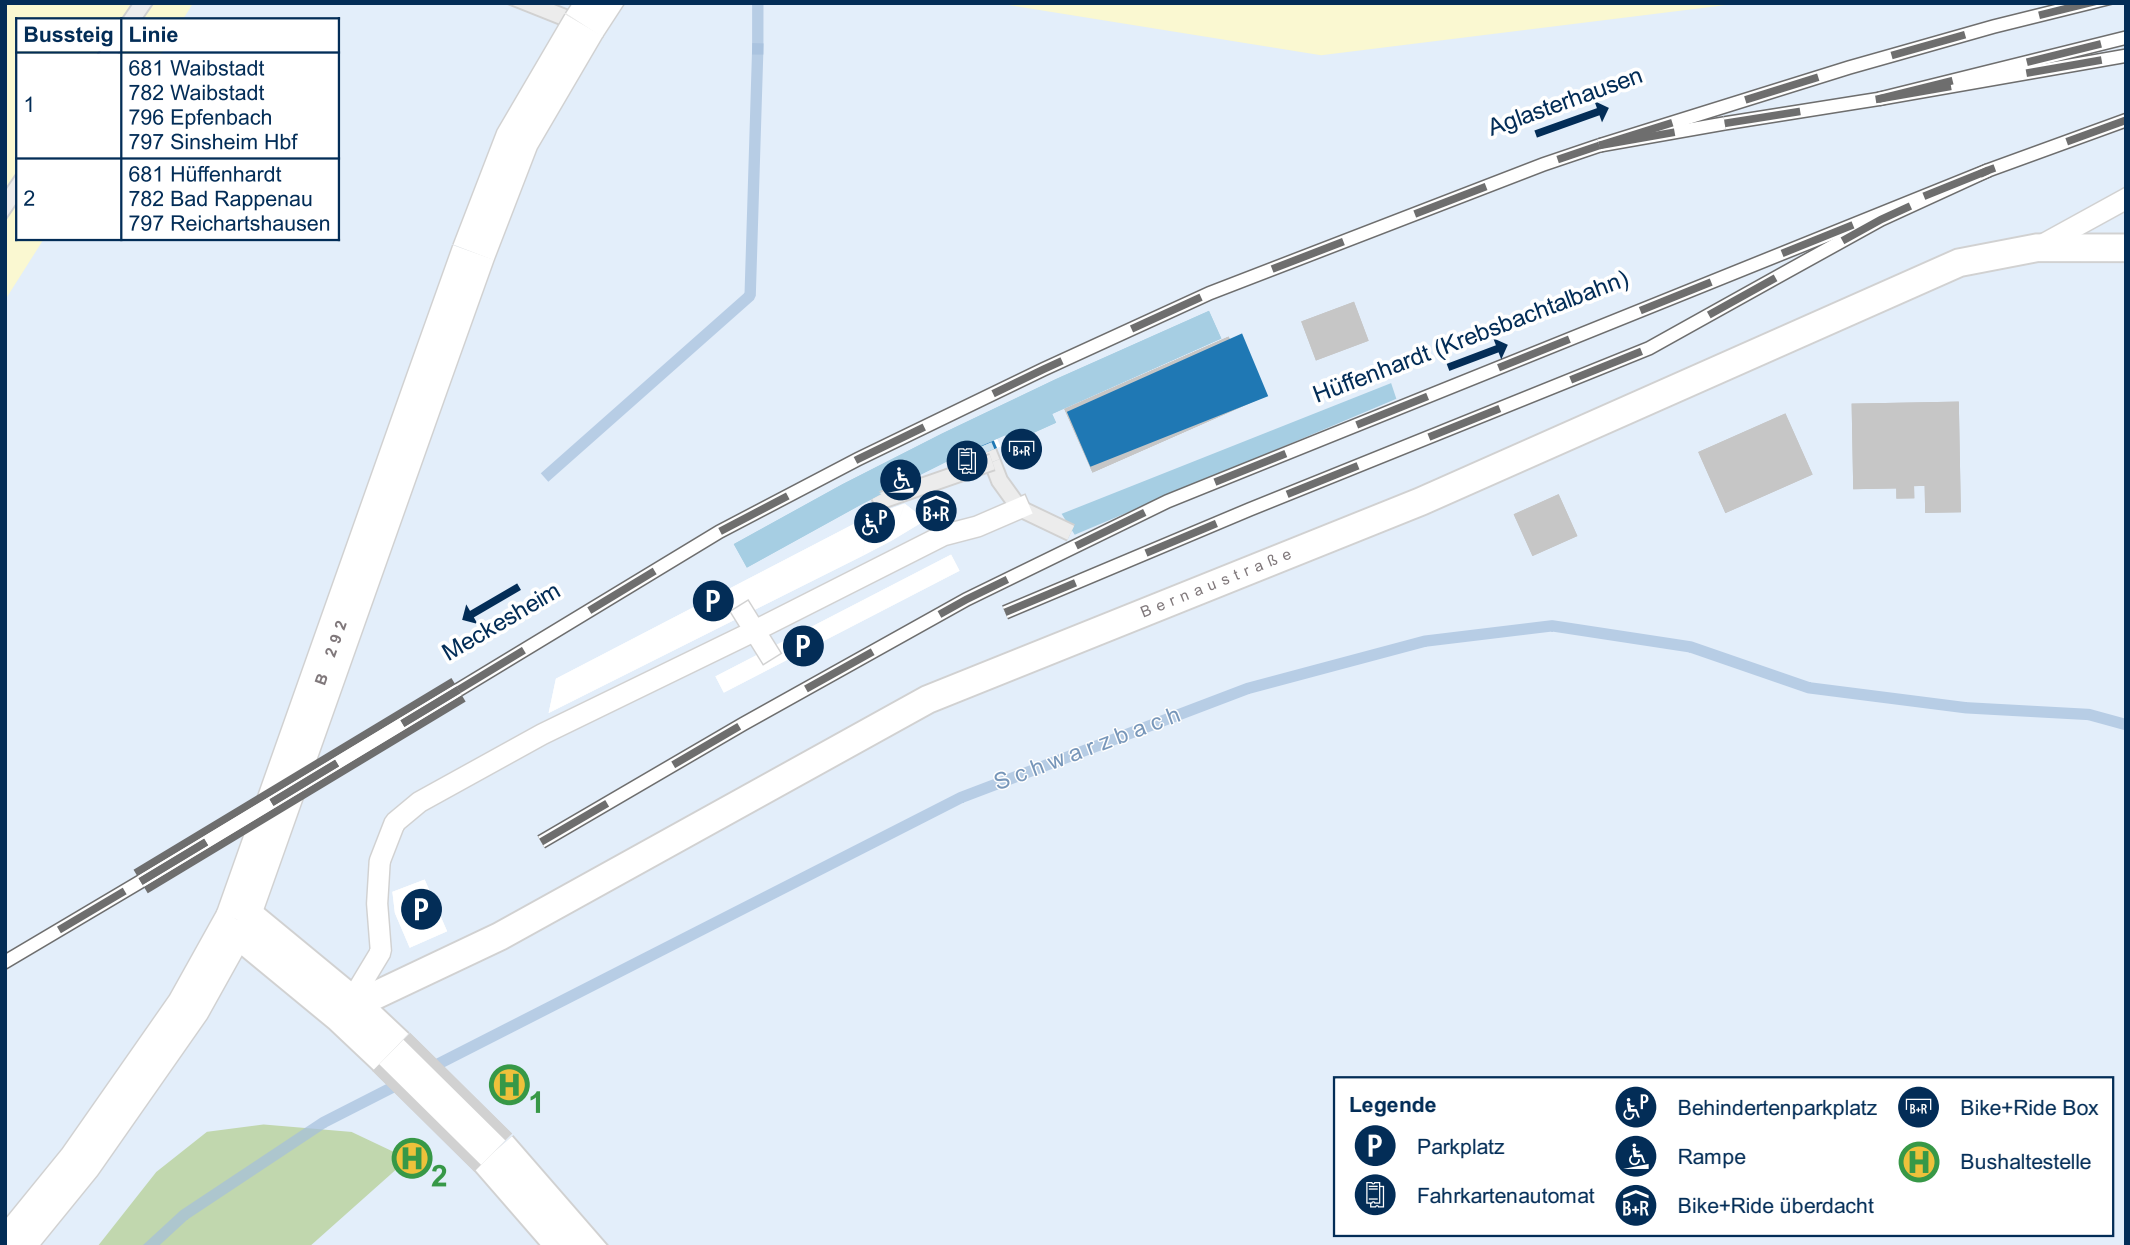 Bussteig Linie
1
681 Waibstadt
782 Waibstadt
796 Epfenbach
797 Sinsheim Hbf
2
681 Hüffenhardt
782 Bad Rappenau
797 Reichartshausen
Aglasterhausen
Hüffenhardt (Krebsbachtalbahn)
B+R
P
B+R
P
P
Meckesheim
Bernaustraße
B 292
Schwarzbach
P
H 1
H 2
Legende
P Parkplatz
Fahrkartenautomat
P Behindertenparkplatz
Rampe
B+R Bike+Ride überdacht
B+R Bike+Ride Box
H Bushaltestelle